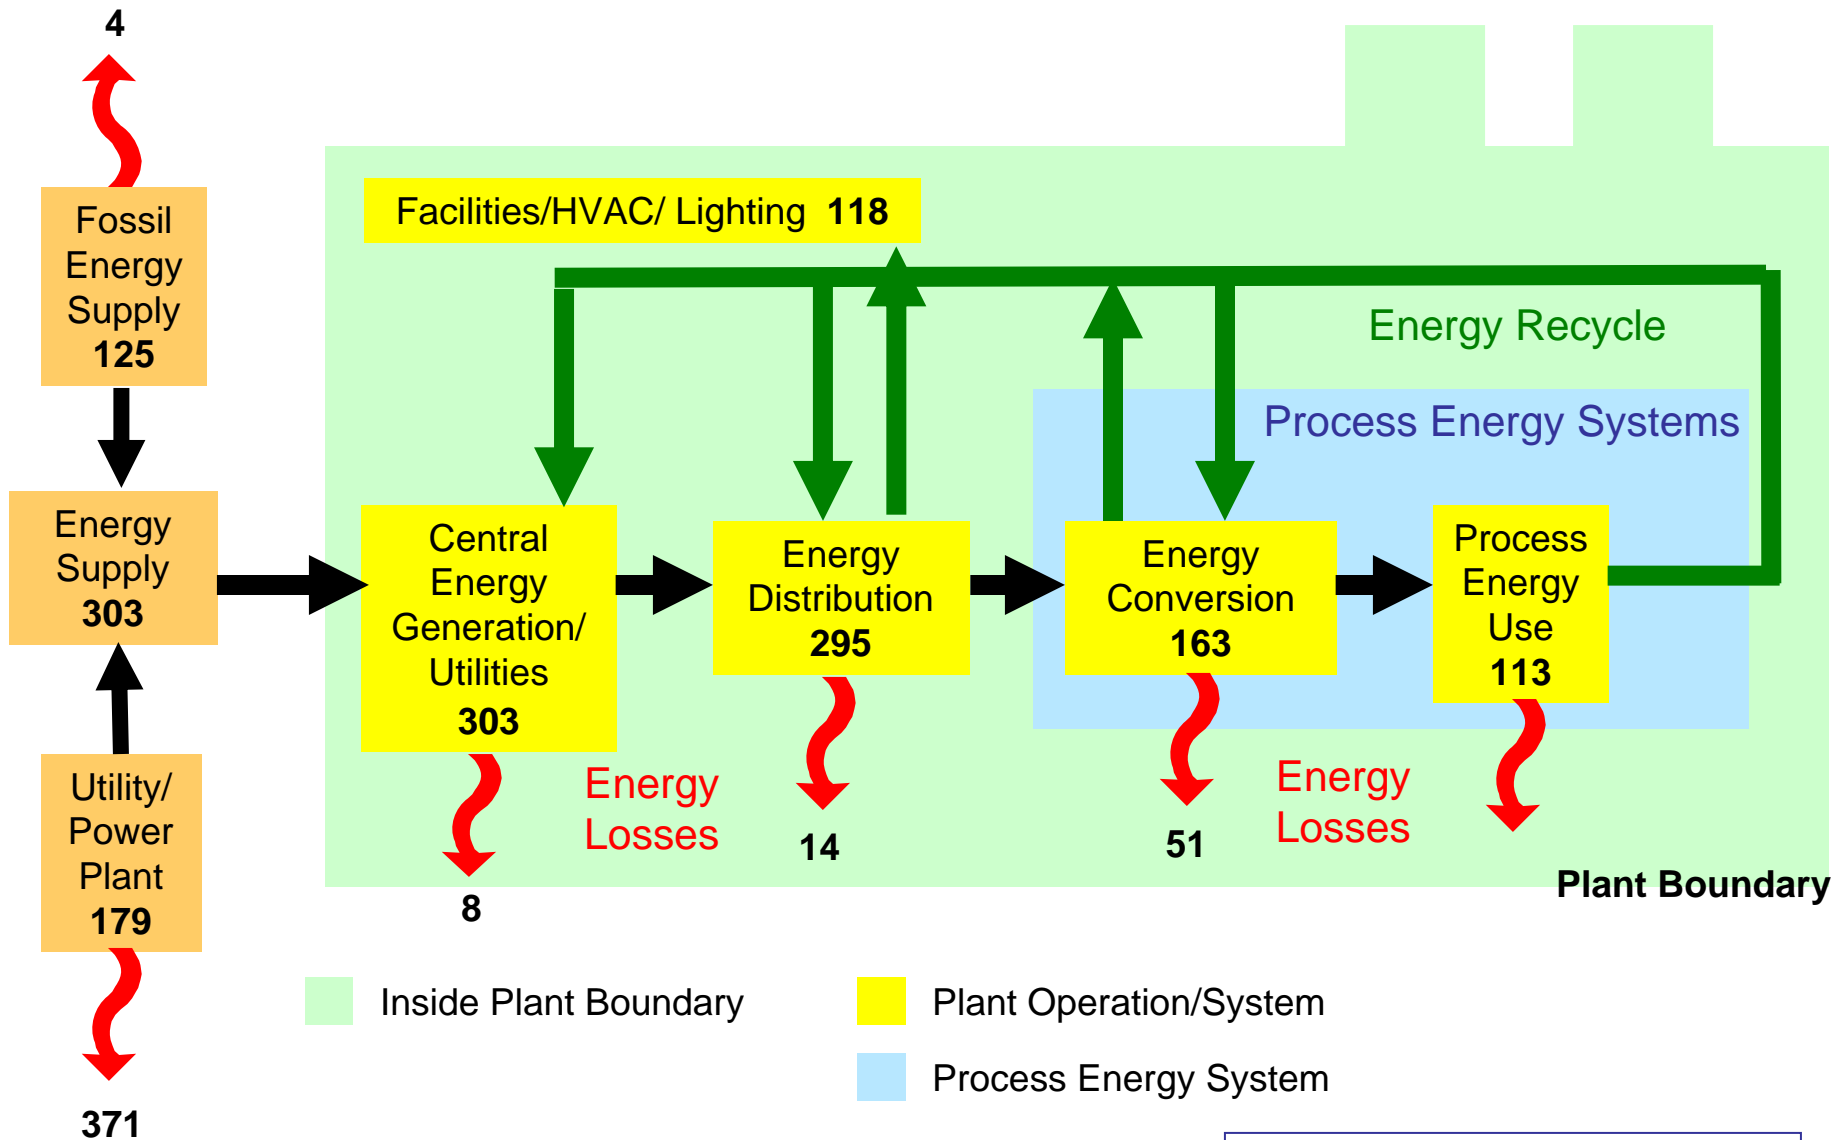 4
Fossil
Energy
Supply
125
Energy
Supply
303
Utility/
Power
Plant
179
371
Facilities/HVAC/ Lighting 118
Energy Recycle
Process Energy Systems
Central
Energy
Generation/
Utilities
303
Energy
Distribution
295
Energy
Conversion
163
Process
Energy
Use
113
Energy
Losses
8
14
51
Energy
Losses
Plant Boundary
Inside Plant Boundary
Plant Operation/System
Process Energy System